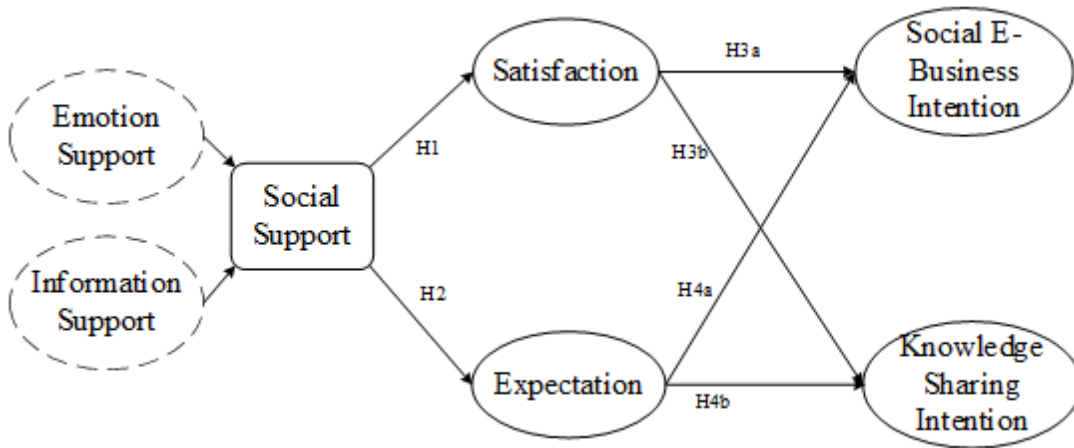 Emotion
Support
Information
Support
Social
Support
H1
H2
Satisfaction
Expectation
H3a
H3b
H4a
H4b
Social E-
Business
Intention
Knowledge
Sharing
Intention